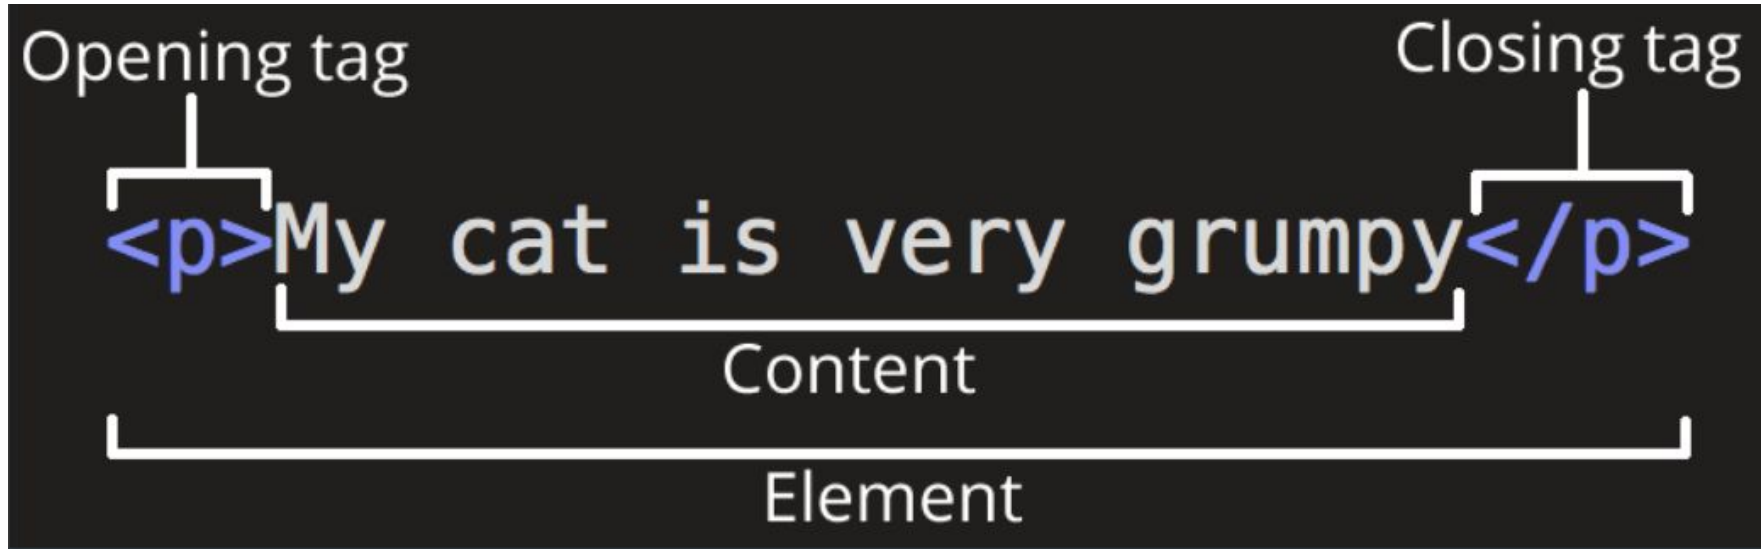 Opening tag
Closing tag
<p>My cat is very grumpy</p>
Content
Element